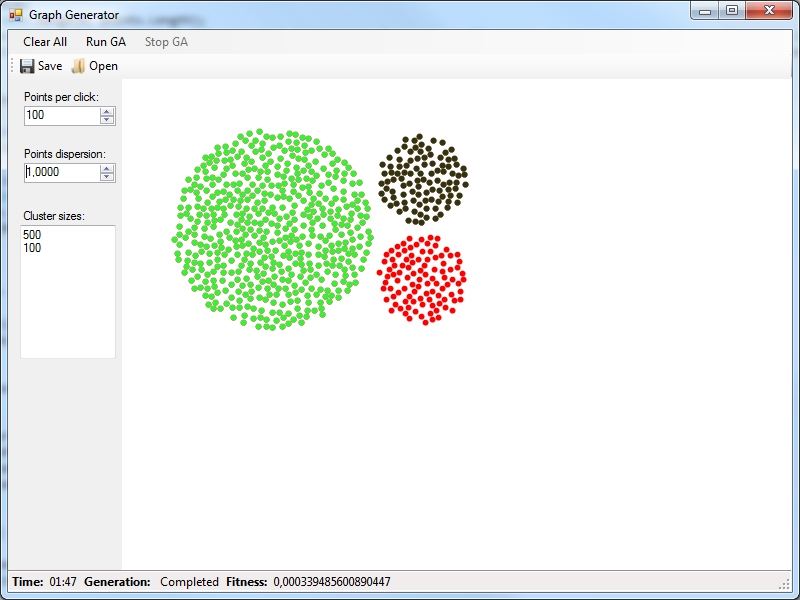 Graph Generator
Clear All Run GA Stop GA
Save Open
Points per click:
100
Points dispersion:
1,0000
Cluster sizes:
500
100
Time: 01:47 Generation: Completed Fitness: 0,000339485600890447